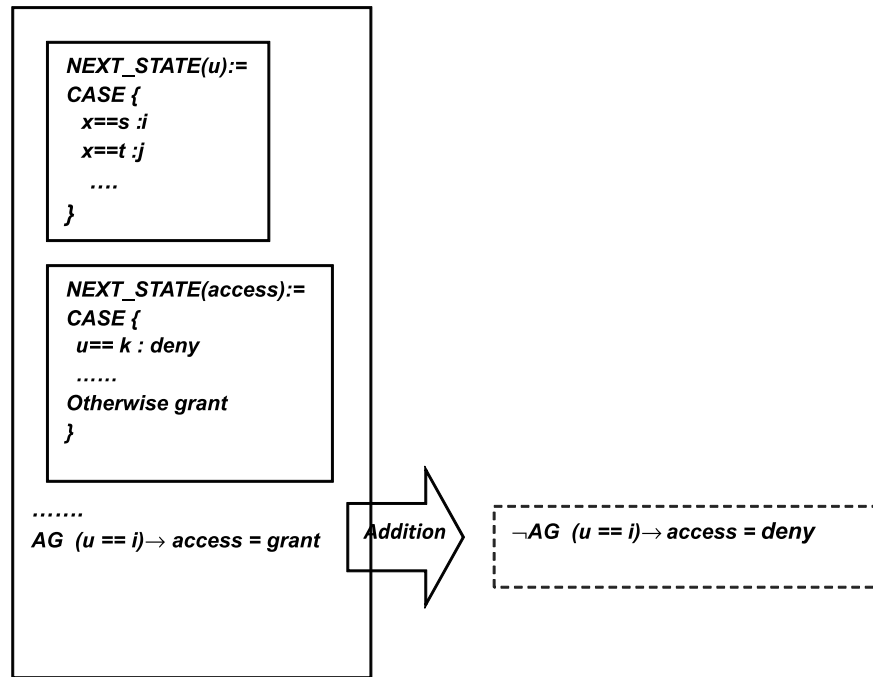 NEXT_STATE(u):=
CASE {
x==s :i
x==t :j
....
}
NEXT_STATE(access):=
CASE {
u== k : deny
......
Otherwise grant
}
.......
AG (u == i)→ access = grant
Addition
¬AG (u == i)→ access = deny